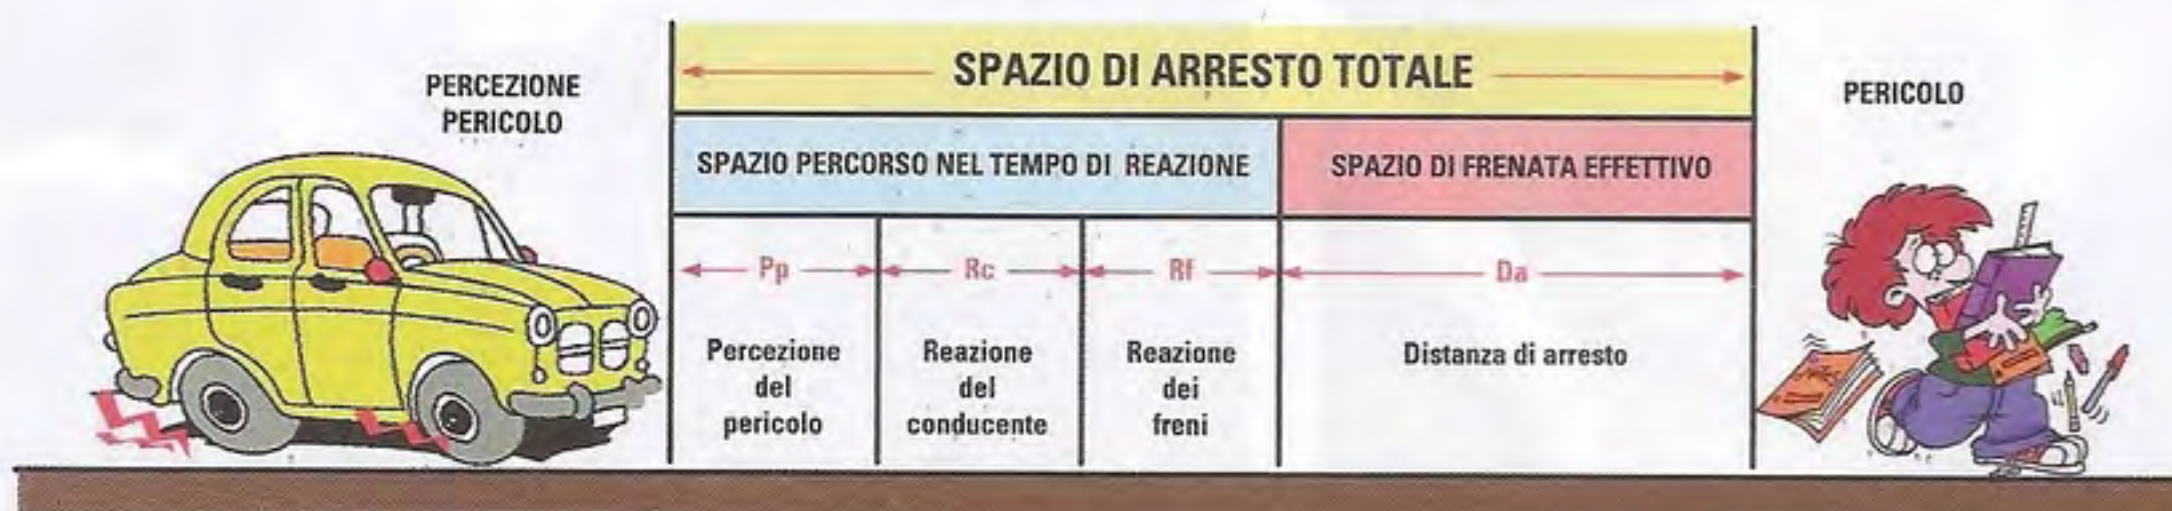 PERCEZIONE
PERICOLO
SPAZIO DI ARRESTO TOTALE
PERICOLO
SPAZIO PERCORSO NEL TEMPO DI REAZIONE
SPAZIO DI FRENATA EFFETTIVO
Pp
Rc
Rf
Da
Percezione
del
pericolo
Reazione
del
conducente
Reazione
dei
freni
Distanza di arresto